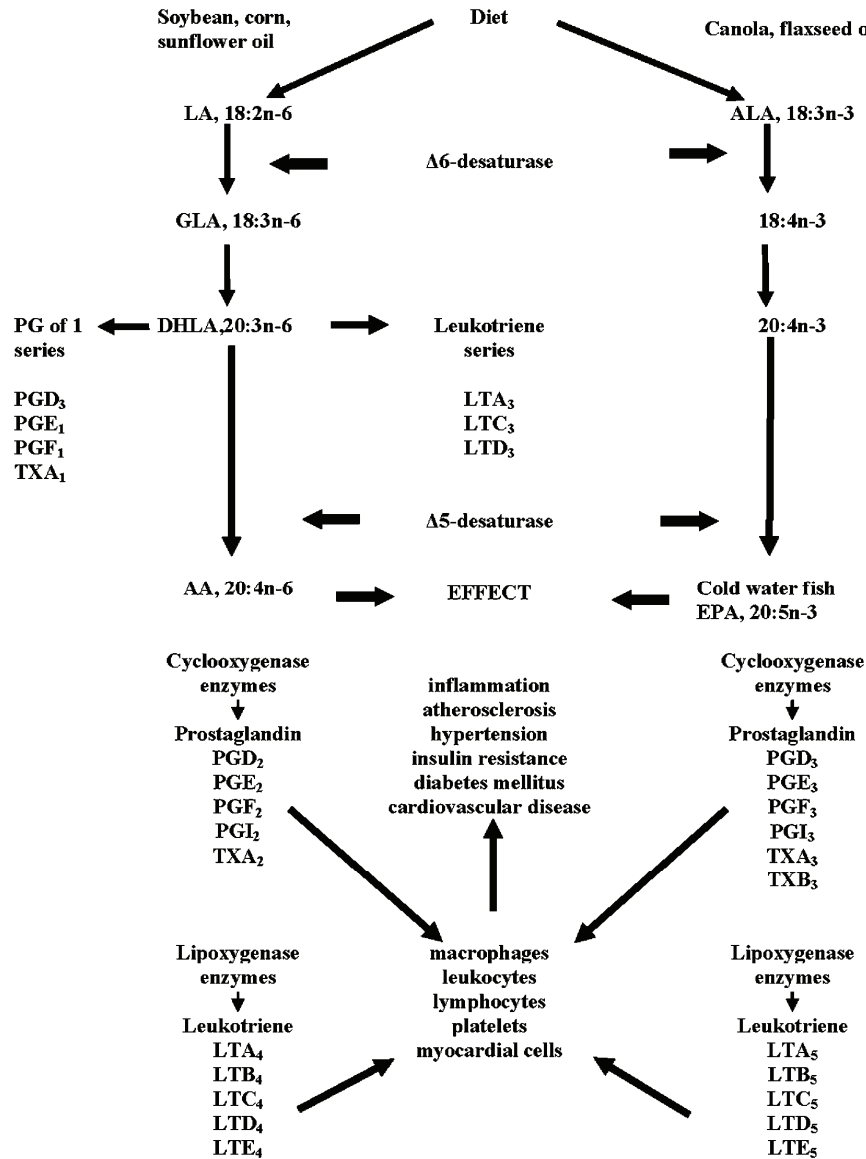 Soybean, corn,
sunflower oil
Diet
Canola, flaxseed o
LA, 18:2n-6
ALA, 18:3n-3
Δ6-desaturase
GLA, 18:3n-6
18:4n-3
PG of 1
series
DHLA,20:3n-6
Leukotriene
series
20:4n-3
PGD₃
PGE₁
PGF₁
TXA₁
LTA₃
LTC₃
LTD₃
Δ5-desaturase
AA, 20:4n-6
EFFECT
Cold water fish
EPA, 20:5n-3
Cyclooxygenase
enzymes
Prostaglandin
PGD₂
PGE₂
PGF₂
PGI₂
TXA₂
inflammation
atherosclerosis
hypertension
insulin resistance
diabetes mellitus
cardiovascular disease
Cyclooxygenase
enzymes
Prostaglandin
PGD₃
PGE₃
PGF₃
PGI₃
TXA₃
TXB₃
Lipoxygenase
enzymes
Leukotriene
LTA₄
LTB₄
LTC₄
LTD₄
LTE₄
macrophages
leukocytes
lymphocytes
platelets
myocardial cells
Lipoxygenase
enzymes
Leukotriene
LTA₅
LTB₅
LTC₅
LTD₅
LTE₅